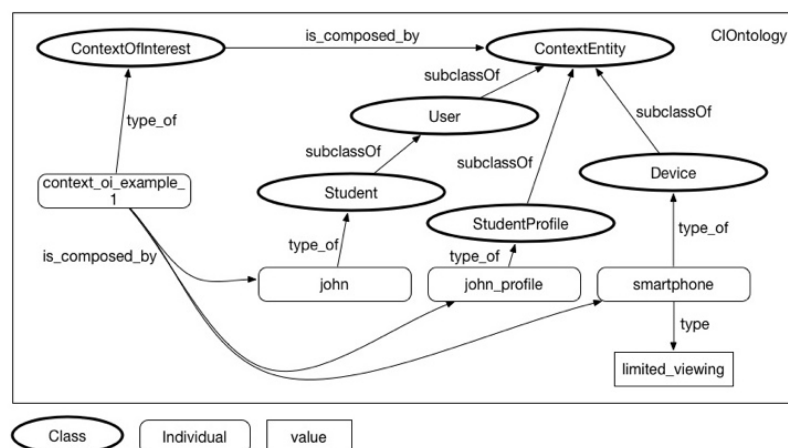 CIOntology
ContextOfInterest
is_composed_by
ContextEntity
subclassOf
User
type_of
subclassOf
subclassOf
subclassOf
Device
context_oi_example_
1
Student
StudentProfile
is_composed_by
type_of
type_of
type_of
john
john_profile
smartphone
type
limited_viewing
Class
Individual
value